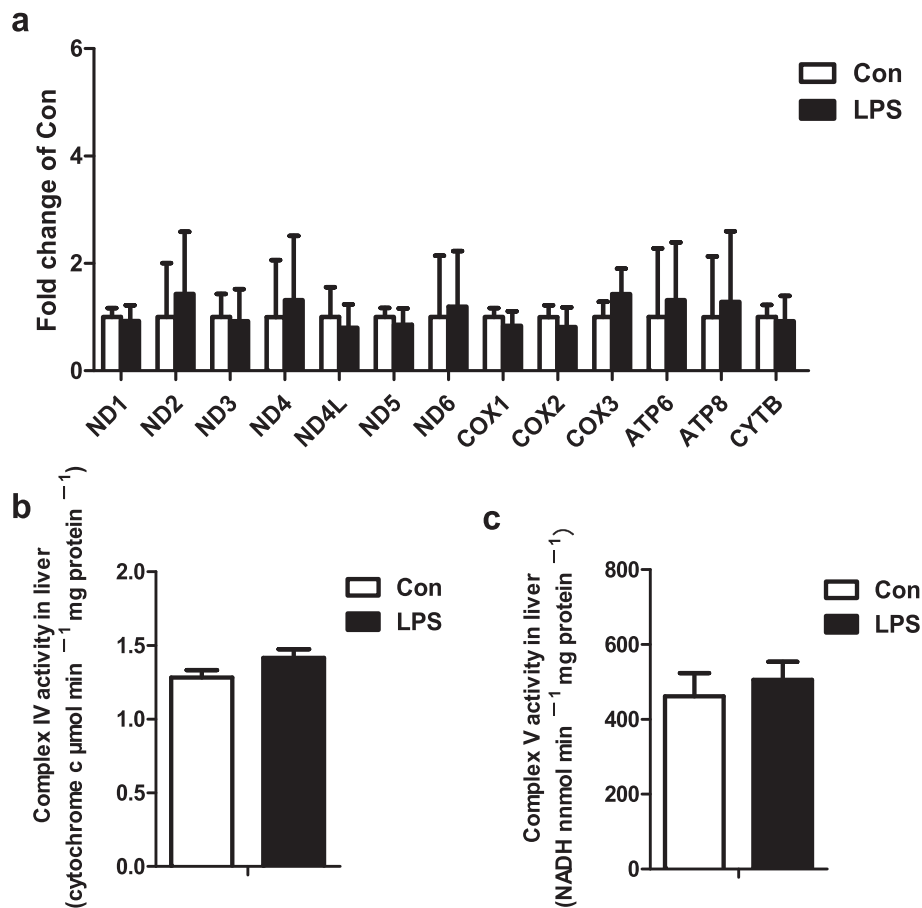 a
Fold change of Con
6
4
2
0
Con
LPS
ND1
ND2
ND3
ND4
ND4L
ND5
ND6
COX1
COX2
COX3
ATP6
ATP8
CYTB
b
Complex IV activity in liver
(cytochrome c µmol min −1 mg protein −1)
2.0
1.5
1.0
0.5
0.0
Con
LPS
c
Complex V activity in liver
(NADH nnmol min −1 mg protein −1)
800
600
400
200
0
Con
LPS